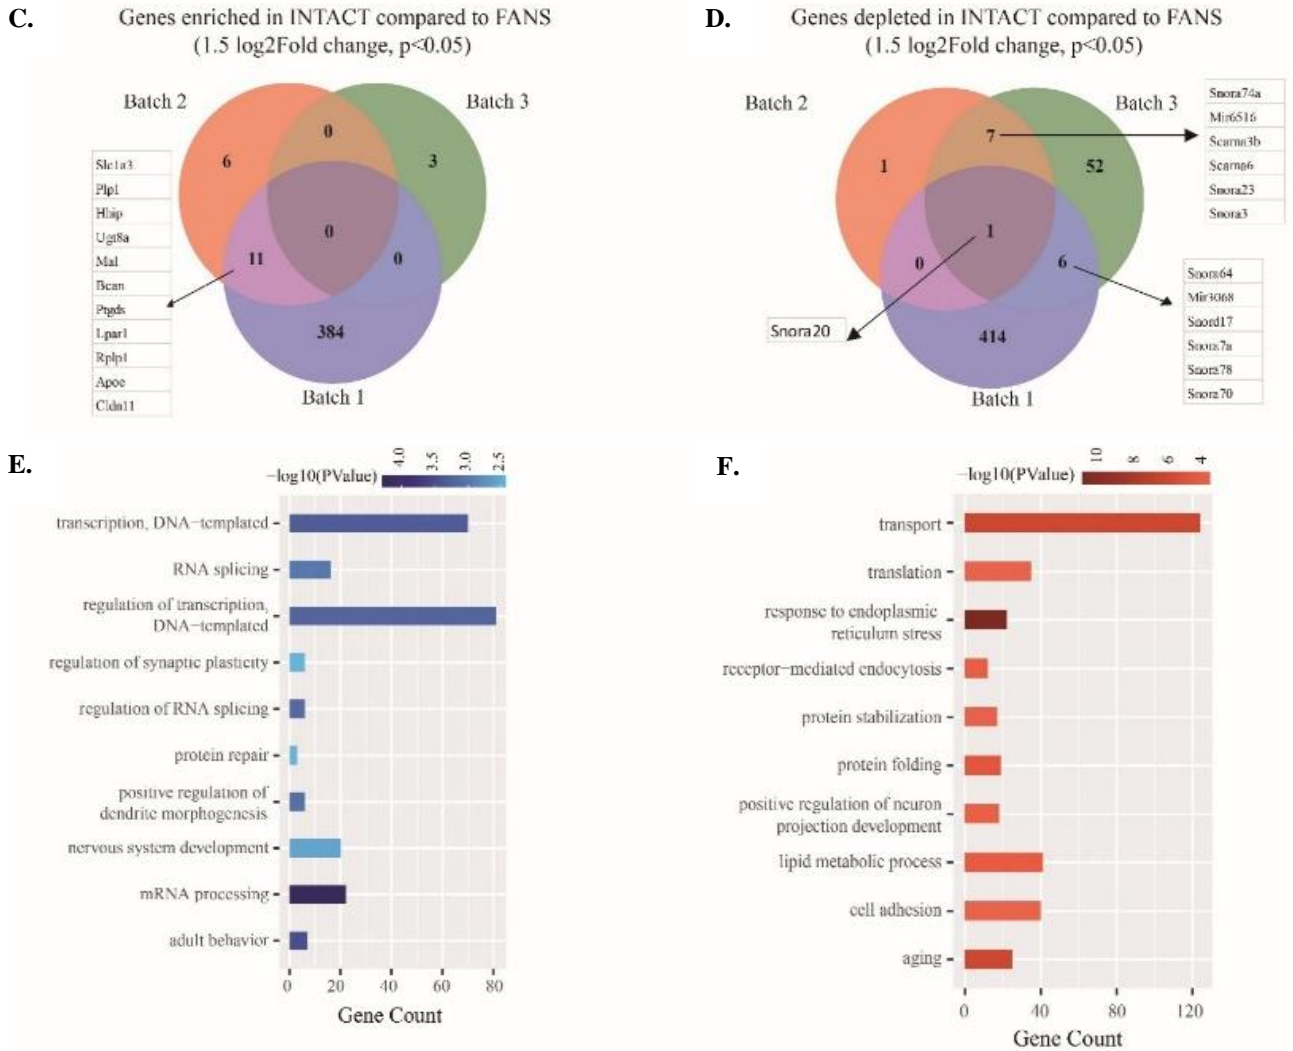 C.
Genes enriched in INTACT compared to FANS
(1.5 log2Fold change, p<0.05)
Batch 2
Batch 3
0
6
3
0
11
0
384
Batch 1
Slc1a3
Plp1
Hhip
Ugt8a
Mal
Bcan
Ptgds
Lpar1
Rplp1
Apoe
Cldn11
D.
Genes depleted in INTACT compared to FANS
(1.5 log2Fold change, p<0.05)
Batch 2
Batch 3
7
1
52
1
0
6
414
Batch 1
Snora20
Snora74a
Mir6516
Scarna3b
Scarna6
Snora23
Snora3
Snora64
Mir3068
Snord17
Snora7a
Snora78
Snora70
E.
−log10(PValue)
4.0
3.5
3.0
2.5
transcription, DNA−templated
RNA splicing
regulation of transcription,
DNA−templated
regulation of synaptic plasticity
regulation of RNA splicing
protein repair
positive regulation of
dendrite morphogenesis
nervous system development
mRNA processing
adult behavior
0
20
40
60
80
Gene Count
F.
−log10(PValue)
10
8
6
4
transport
translation
response to endoplasmic
reticulum stress
receptor−mediated endocytosis
protein stabilization
protein folding
positive regulation of neuron
projection development
lipid metabolic process
cell adhesion
aging
0
40
80
120
Gene Count